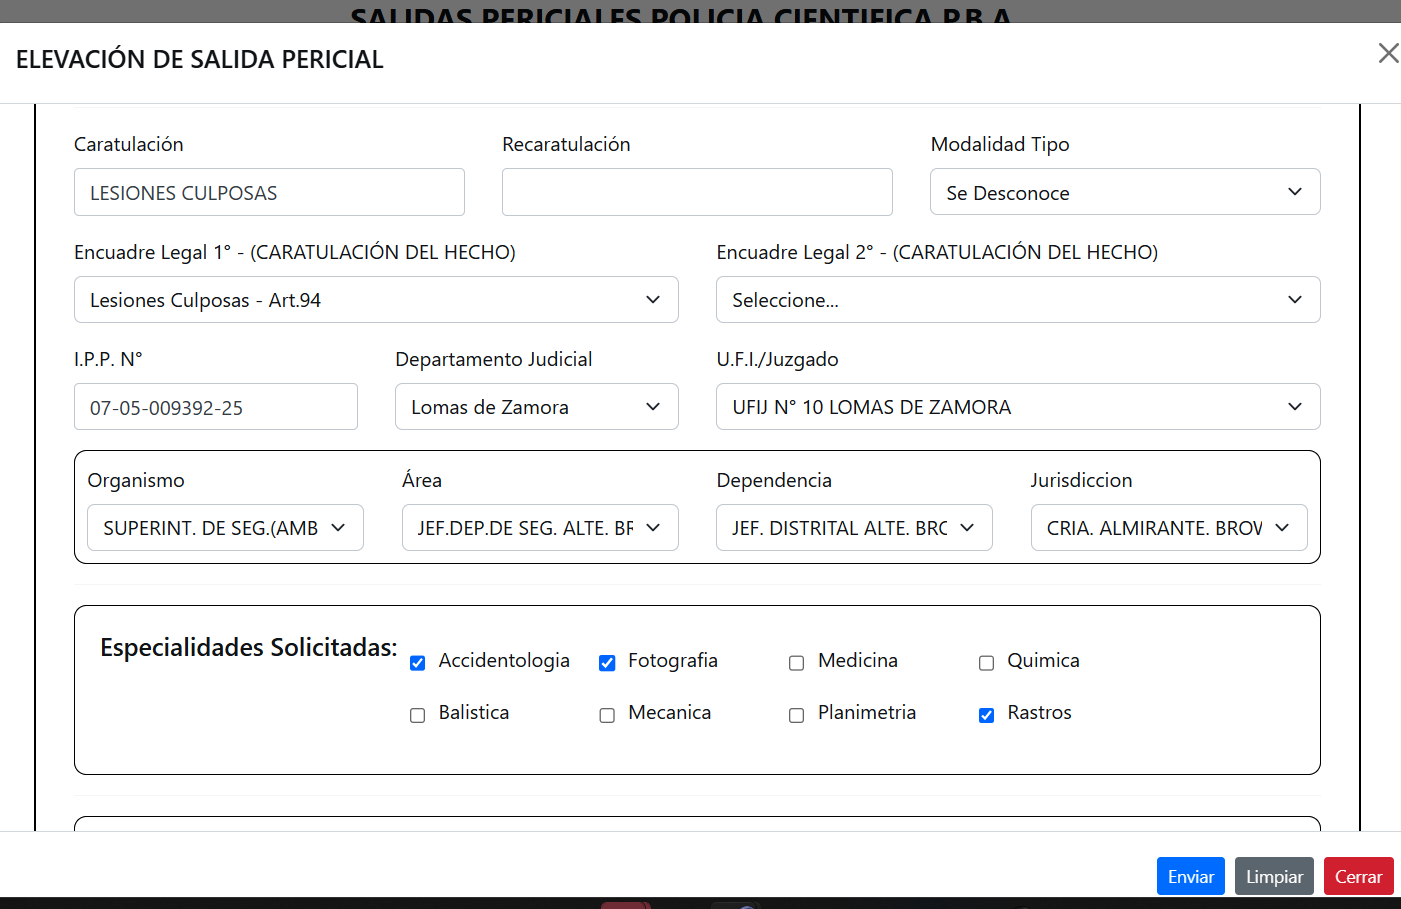 SALIDAS PERICIALES POLICIA CIENTIFICA P.B.A
ELEVACIÓN DE SALIDA PERICIAL
Caratulación Recaratulación Modalidad Tipo
LESIONES CULPOSAS Se Desconoce
Encuadre Legal 1° - (CARATULACIÓN DEL HECHO) Encuadre Legal 2° - (CARATULACIÓN DEL HECHO)
Lesiones Culposas - Art.94 Seleccione...
I.P.P. N° Departamento Judicial U.F.I./Juzgado
07-05-009392-25 Lomas de Zamora UFIJ N° 10 LOMAS DE ZAMORA
Organismo Área Dependencia Jurisdiccion
SUPERINT. DE SEG.(AMB JEF.DEP.DE SEG. ALTE. BR JEF. DISTRITAL ALTE. BRO CRIA. ALMIRANTE. BROW
Especialidades Solicitadas: Accidentologia Fotografia Medicina Quimica
Balistica Mecanica Planimetria Rastros
Enviar Limpiar Cerrar